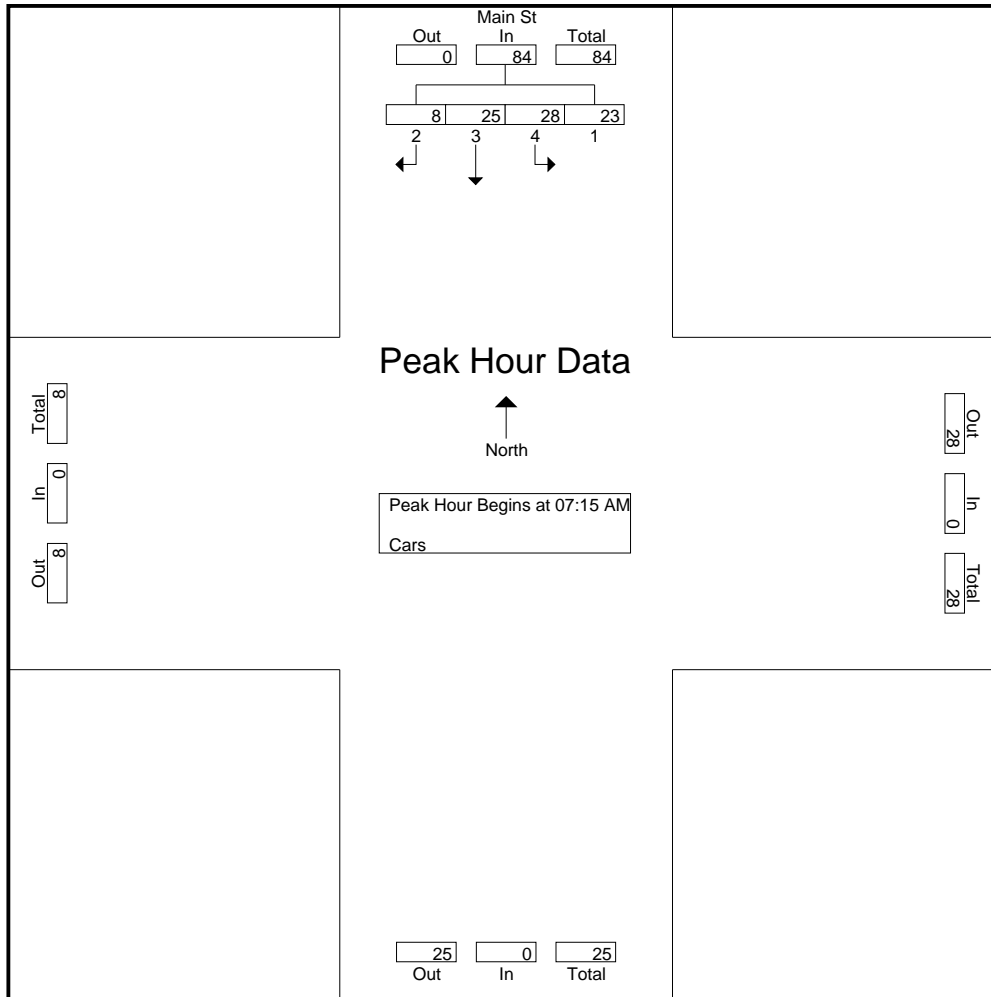 Main St
Out In Total
0 84 84
8 25 28 23
2 3 4 1
Peak Hour Data
North
Peak Hour Begins at 07:15 AM
Cars
Total 8
In 0
Out 8
Out 28
In 0
Total 28
25 0 25
Out In Total